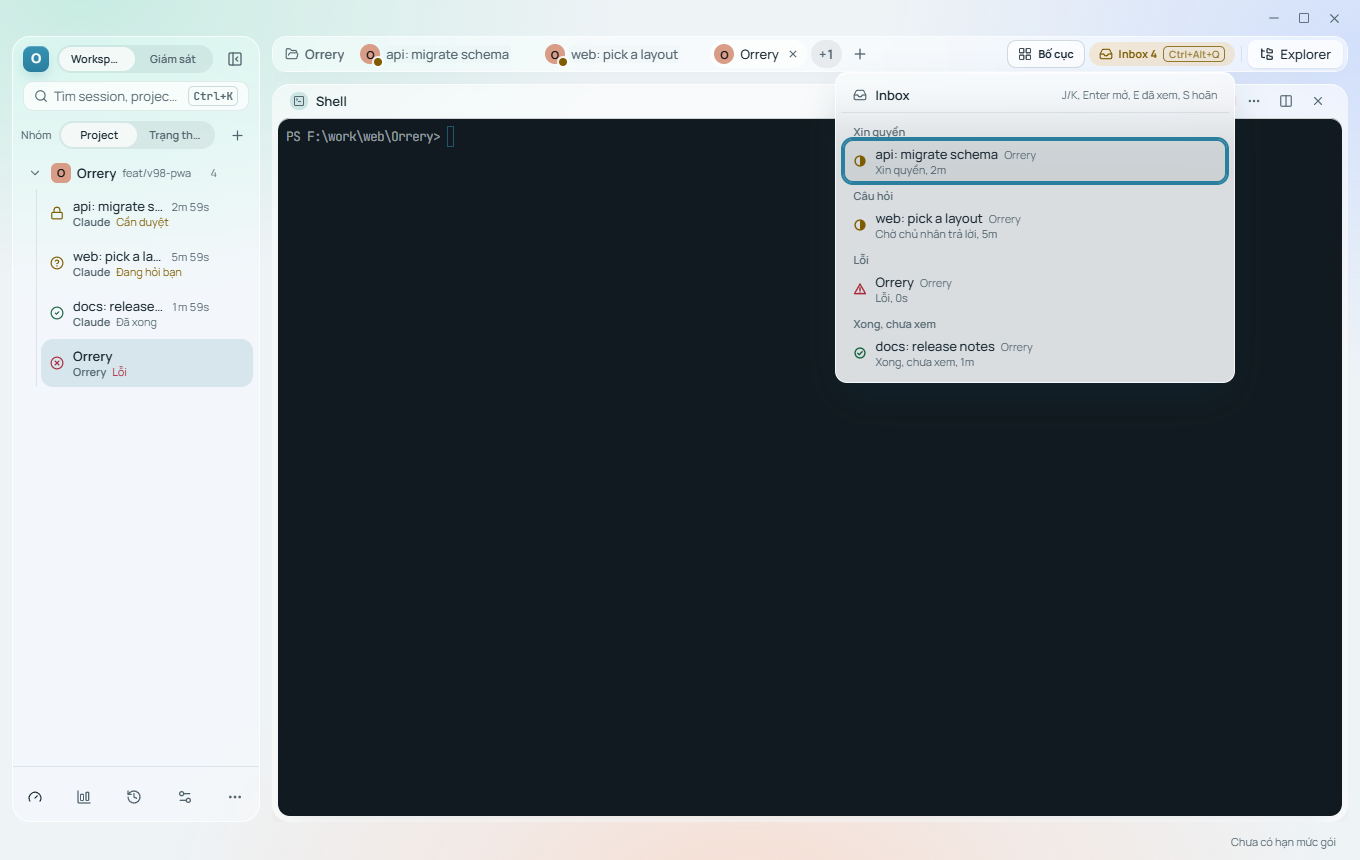 O Worksp… Giám sát
Tìm session, projec… Ctrl+K
Nhóm Project Trạng th…
O Orrery feat/v98-pwa 4
api: migrate s… 2m 59s
Claude Cần duyệt
web: pick a la… 5m 59s
Claude Đang hỏi bạn
docs: release… 1m 59s
Claude Đã xong
Orrery
Orrery Lỗi
Orrery O api: migrate schema O web: pick a layout O Orrery +1
Bố cục Inbox 4 Ctrl+Alt+Q Explorer
Shell
PS F:\work\web\Orrery>
Inbox J/K, Enter mở, E đã xem, S hoãn
Xin quyền
api: migrate schema Orrery
Xin quyền, 2m
Câu hỏi
web: pick a layout Orrery
Chờ chủ nhân trả lời, 5m
Lỗi
Orrery Orrery
Lỗi, 0s
Xong, chưa xem
docs: release notes Orrery
Xong, chưa xem, 1m
Chưa có hạn mức gói